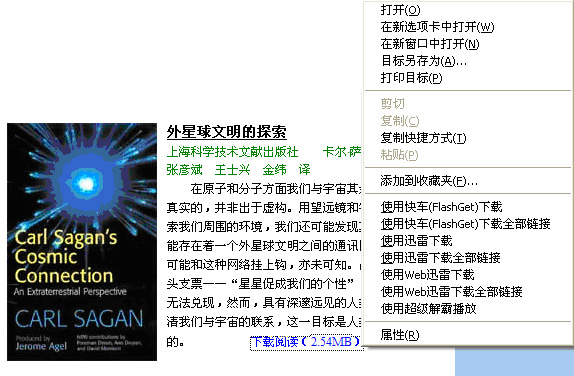 打开(O)
在新选项卡中打开(W)
在新窗口中打开(N)
目标另存为(A)...
打印目标(P)
剪切
复制(C)
复制快捷方式(T)
粘贴(P)
添加到收藏夹(F)...
使用快车(FlashGet)下载
使用快车(FlashGet)下载全部链接
使用迅雷下载
使用迅雷下载全部链接
使用Web迅雷下载
使用Web迅雷下载全部链接
使用超级解霸播放
属性(R)
Carl Sagan's
Cosmic
Connection
An Extraterrestrial Perspective
CARL SAGAN
Produced by
Jerome Agel
NEW contributions by
Freeman Dyson, Ann Druyan,
and David Morrison
外星球文明的探索
上海科学技术文献出版社 卡尔·萨
张彦斌 王士兴 金纬 译
在原子和分子方面我们与宇宙其
真实的，并非出于虚构。用望远镜和
索我们周围的环境，我们还可能发现
能存在着一个外星球文明之间的通讯
可能和这种网络挂上钩，亦未可知。
头支票——“星星促成我们的个性”
无法兑现，然而，具有深邃远见的人
清我们与宇宙的联系，这一目标是人
的。
下载阅读（2.54MB）